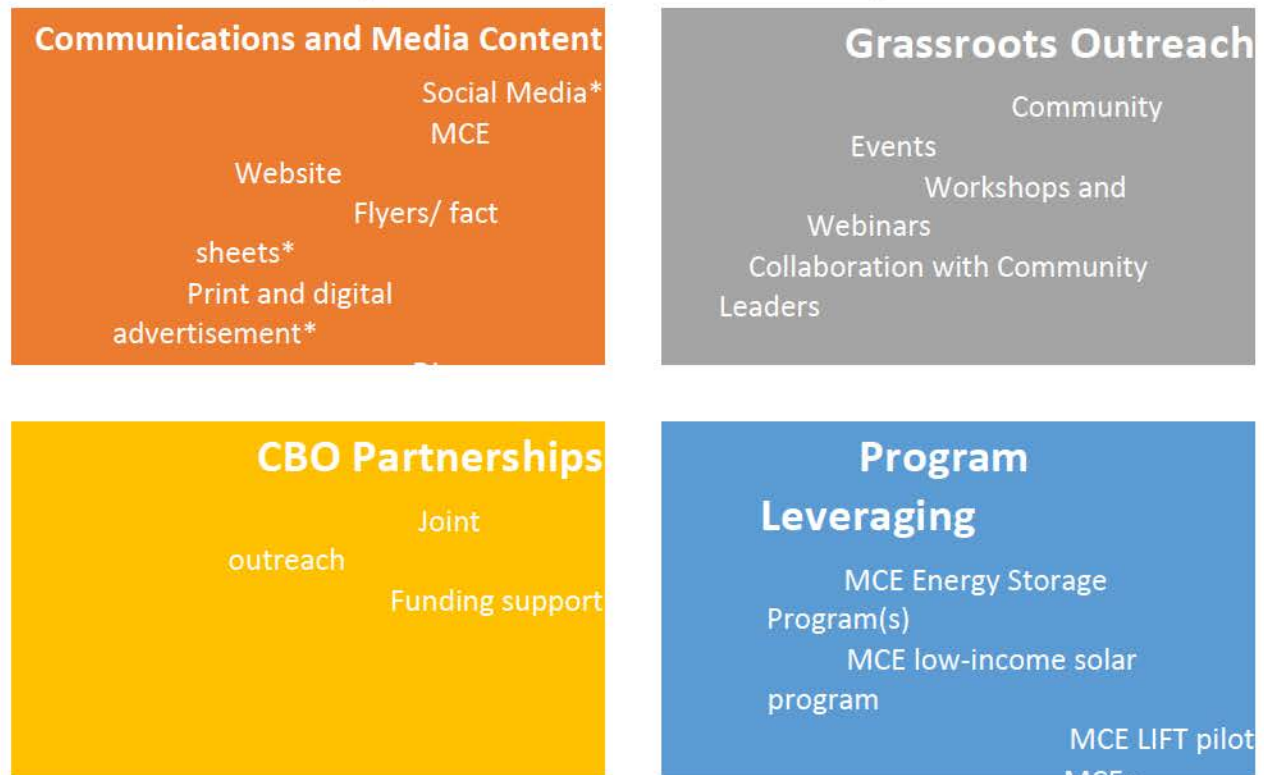 Communications and Media Content
Social Media*
MCE
Website
Flyers/ fact
sheets*
Print and digital
advertisement*
Grassroots Outreach
Community
Events
Workshops and
Webinars
Collaboration with Community
Leaders
CBO Partnerships
Joint
outreach
Funding support
Program
Leveraging
MCE Energy Storage
Program(s)
MCE low-income solar
program
MCE LIFT pilot
MCE